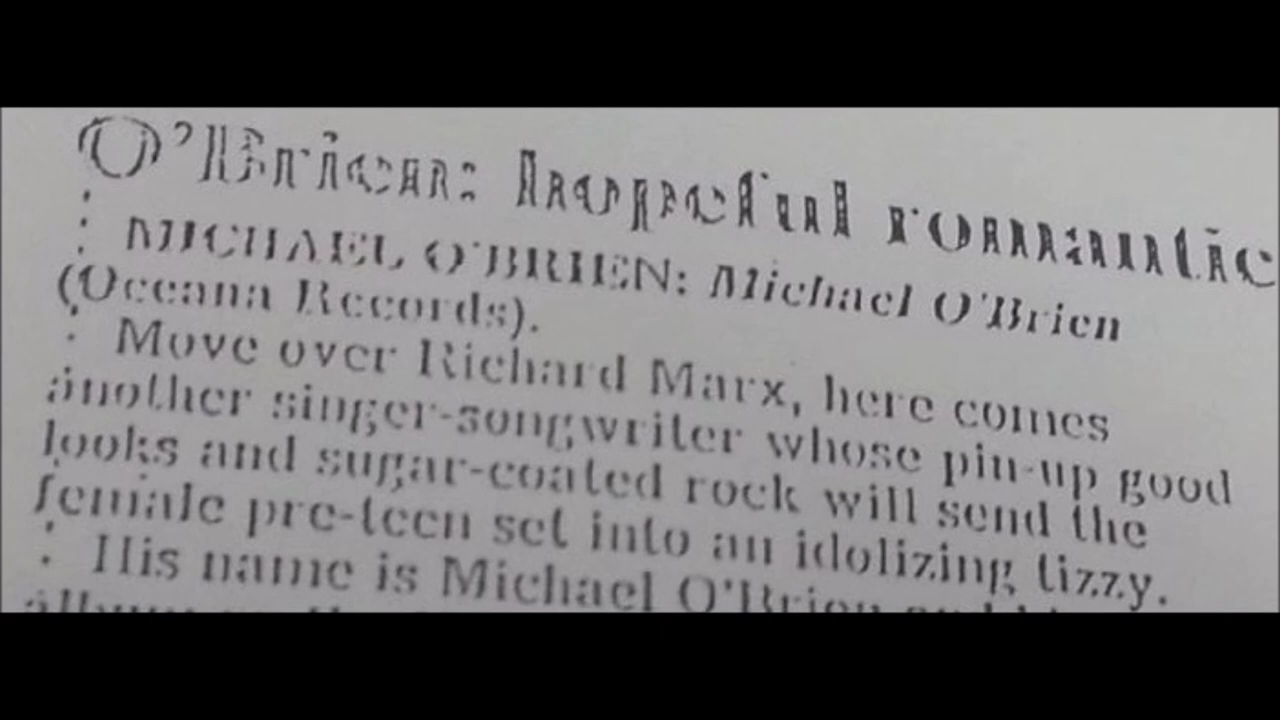 O'Brien: hopeful romantic
MICHAEL O'BRIEN: Michael O'Brien
(Oceana Records).
Move over Richard Marx, here comes
another singer-songwriter whose pin-up good
looks and sugar-coated rock will send the
female pre-teen set into an idolizing tizzy.
His name is Michael O'Brien